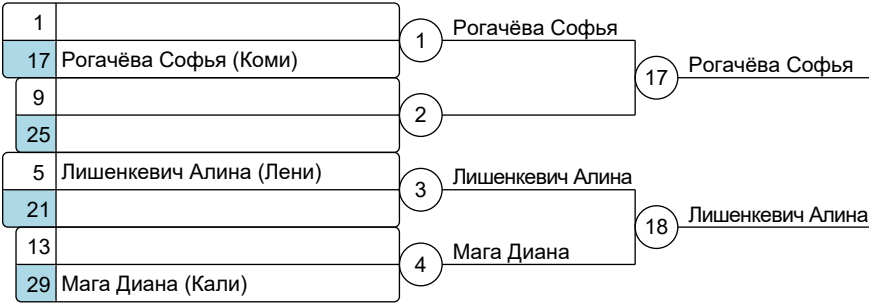 1
17 Рогачёва Софья (Коми)
1
Рогачёва Софья
9
25
2
17
Рогачёва Софья
5 Лишенкевич Алина (Лени)
21
3
Лишенкевич Алина
13
29 Мага Диана (Кали)
4
Мага Диана
18
Лишенкевич Алина